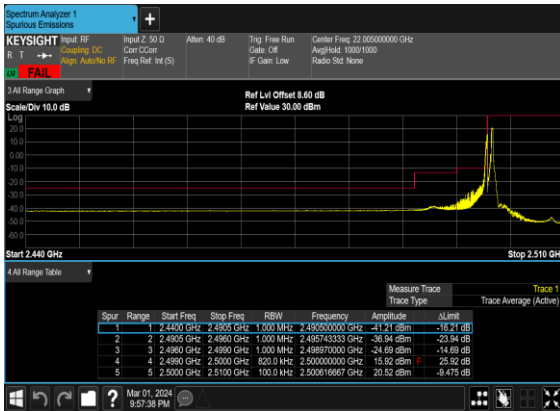 Spectrum Analyzer 1
Spurious Emissions
+
KEYSIGHT Input: RF Input Z: 50 Ω Atten: 40 dB Trig: Free Run Center Freq: 22.005000000 GHz
R T Coupling: DC Corr CCorr Gate: Off Avg|Hold: 1000/1000
Align: Auto/No RF Freq Ref: Int (S) IF Gain: Low Radio Std: None
LNI FAIL
3 All Range Graph
Ref Lvl Offset 8.60 dB
Scale/Div 10.0 dB Ref Value 30.00 dBm
Log
20.0
10.0
0.00
-10.0
-20.0
-30.0
-40.0
-50.0
-60.0
Start 2.440 GHz Stop 2.510 GH
4 All Range Table
Measure Trace Trace 1
Trace Type Trace Average (Active)
Spur Range Start Freq Stop Freq RBW Frequency Amplitude ΔLimit
1 1 2.4400 GHz 2.4905 GHz 1.000 MHz 2.490500000 GHz -41.21 dBm -16.21 dB
2 2 2.4905 GHz 2.4960 GHz 1.000 MHz 2.495743333 GHz -36.94 dBm -23.94 dB
3 3 2.4960 GHz 2.4990 GHz 1.000 MHz 2.498970000 GHz -24.69 dBm -14.69 dB
4 4 2.4990 GHz 2.5000 GHz 820.0 kHz 2.500000000 GHz 15.92 dBm F 25.92 dB
5 5 2.5000 GHz 2.5100 GHz 100.0 kHz 2.500616667 GHz 20.52 dBm -9.475 dB
?
Mar 01, 2024
9:57:38 PM